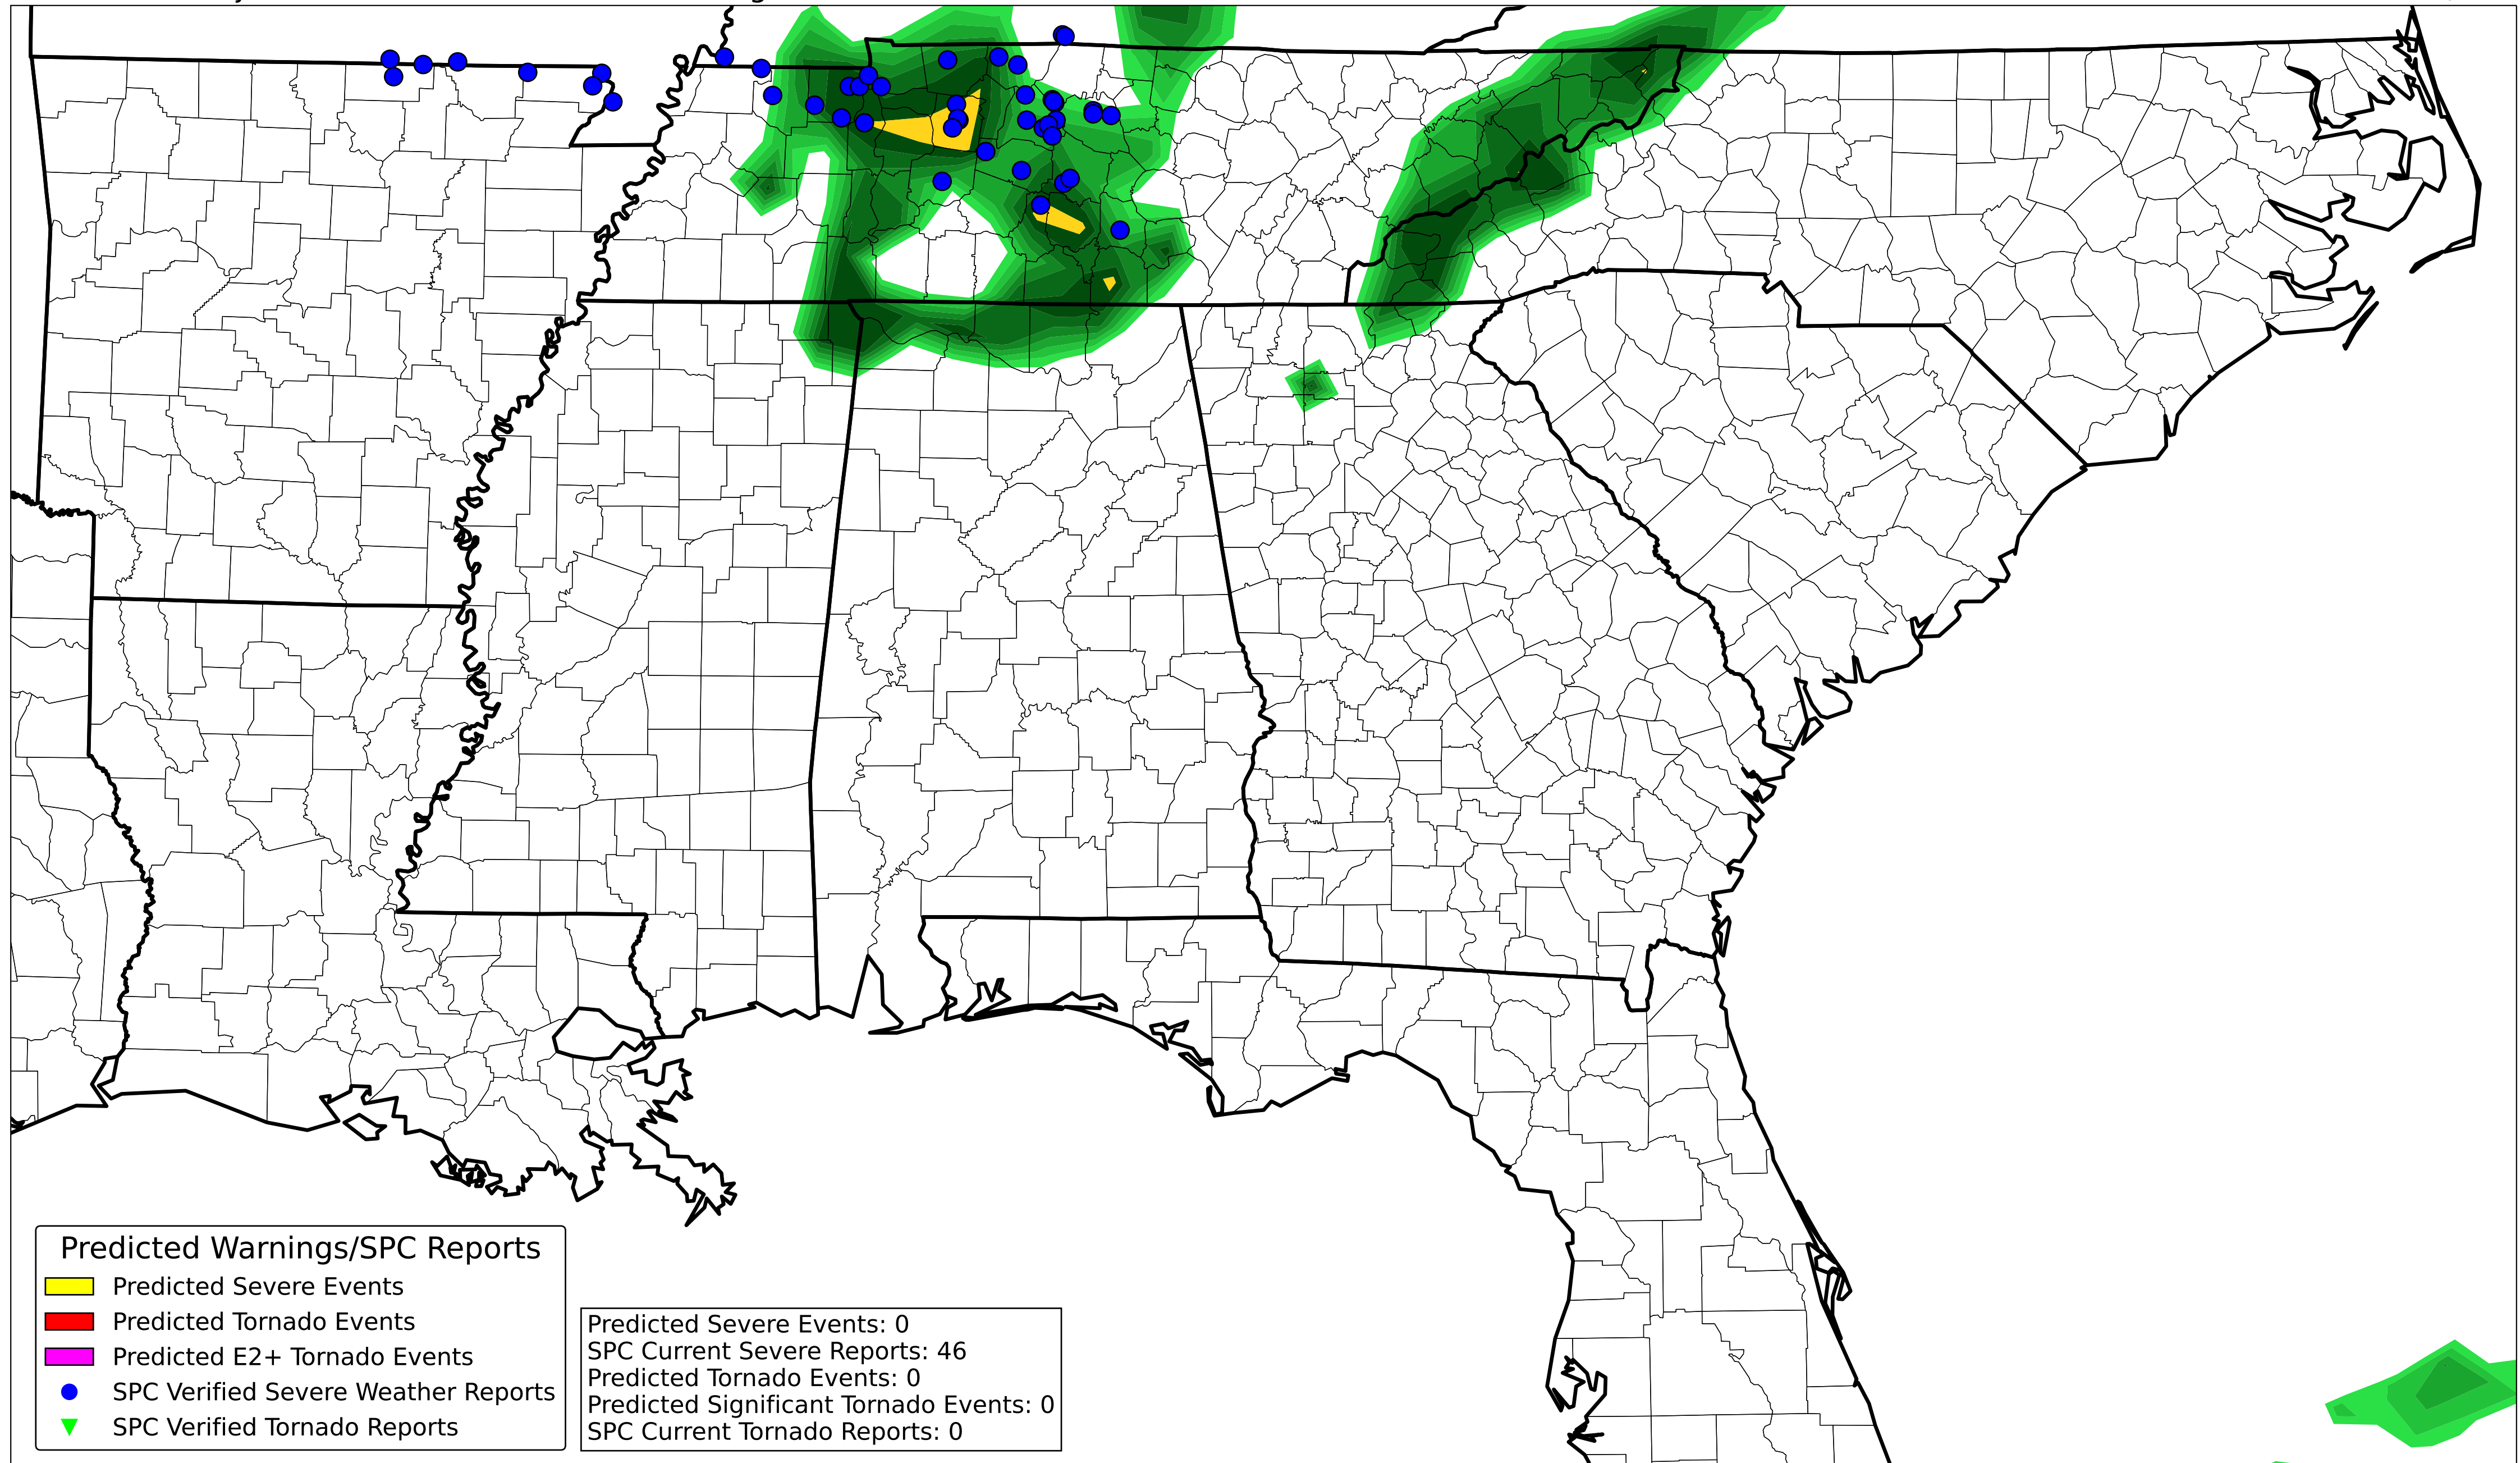 Predicted Warnings/SPC Reports
Predicted Severe Events
Predicted Tornado Events
Predicted E2+ Tornado Events
SPC Verified Severe Weather Reports
SPC Verified Tornado Reports
Predicted Severe Events: 0
SPC Current Severe Reports: 46
Predicted Tornado Events: 0
Predicted Significant Tornado Events: 0
SPC Current Tornado Reports: 0